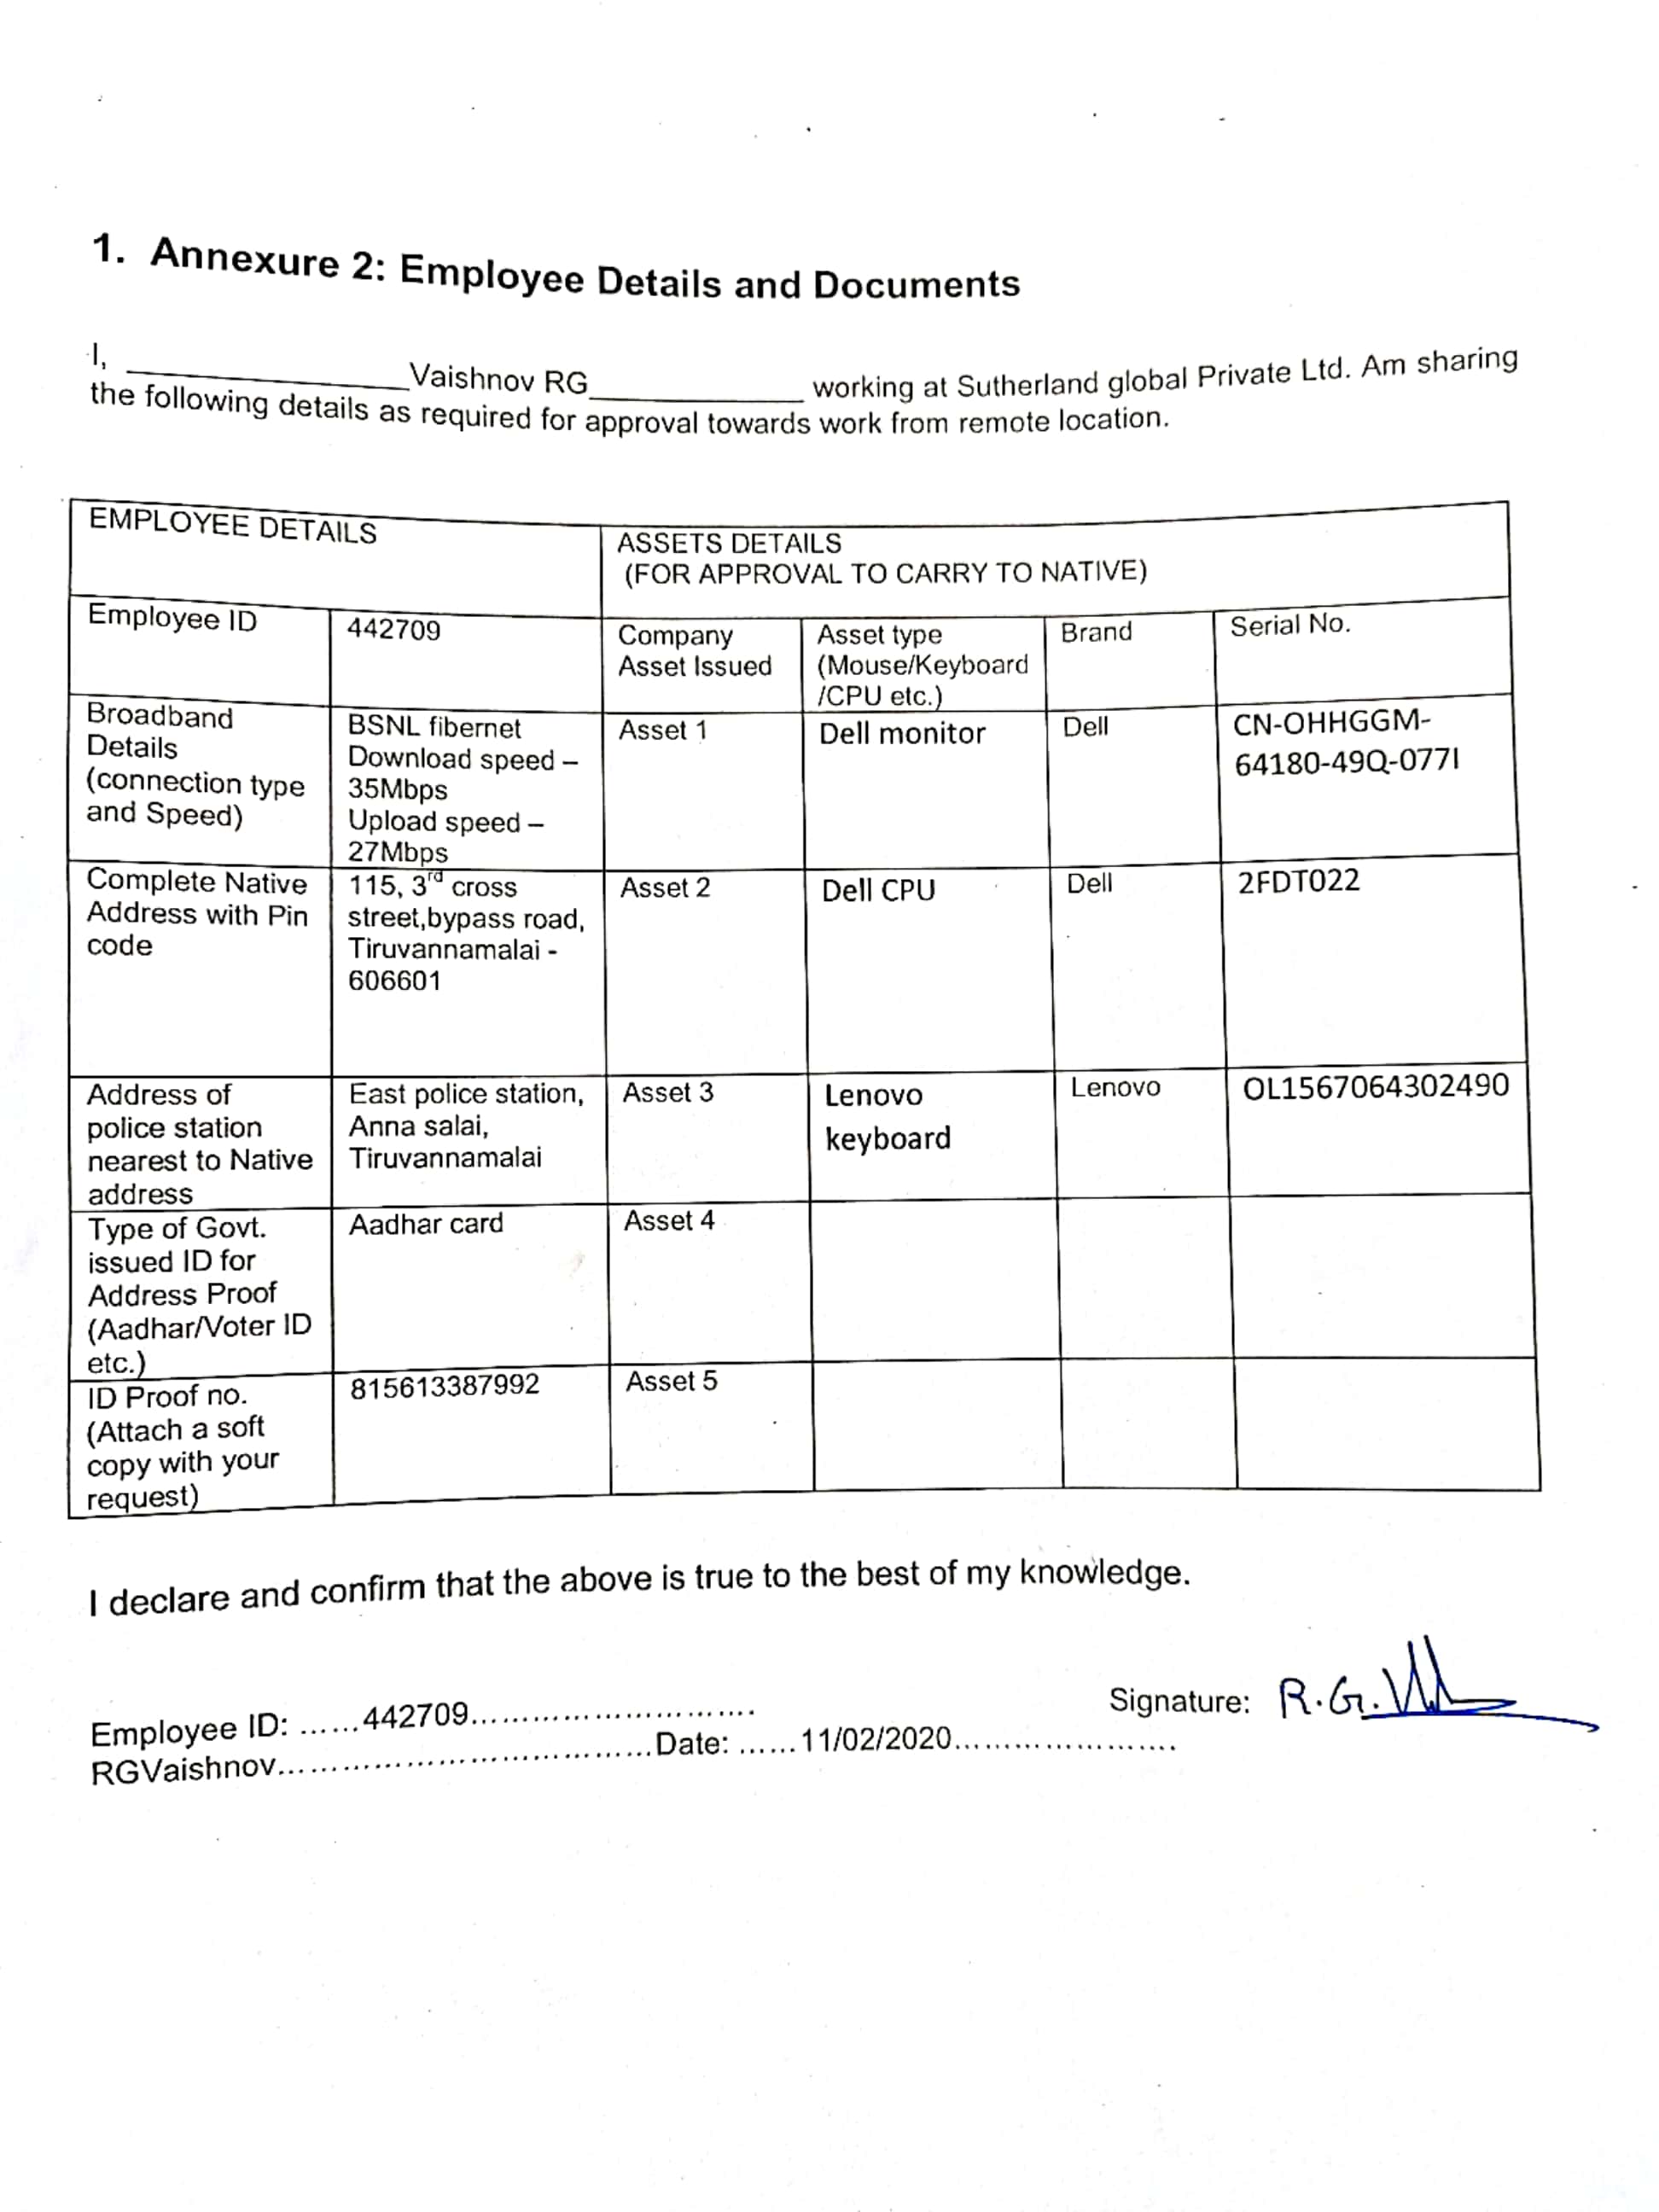 1. Annexure 2: Employee Details and Documents
I, ________________Vaishnov RG____________ working at Sutherland global Private Ltd. Am sharing
the following details as required for approval towards work from remote location.
EMPLOYEE DETAILS
ASSETS DETAILS
(FOR APPROVAL TO CARRY TO NATIVE)
Employee ID
442709
Company
Asset Issued
Asset type
(Mouse/Keyboard
/CPU etc.)
Brand
Serial No.
Broadband
Details
(connection type
and Speed)
BSNL fibernet
Download speed –
35Mbps
Upload speed –
27Mbps
Asset 1
Dell monitor
Dell
CN-OHHGGM-
64180-49Q-077I
Complete Native
Address with Pin
code
115, 3rd cross
street,bypass road,
Tiruvannamalai -
606601
Asset 2
Dell CPU
Dell
2FDT022
Address of
police station
nearest to Native
address
East police station,
Anna salai,
Tiruvannamalai
Asset 3
Lenovo
keyboard
Lenovo
OL1567064302490
Type of Govt.
issued ID for
Address Proof
(Aadhar/Voter ID
etc.)
Aadhar card
Asset 4
ID Proof no.
(Attach a soft
copy with your
request)
815613387992
Asset 5
I declare and confirm that the above is true to the best of my knowledge.
Employee ID: ......442709............................. Signature: R.G.
RGVaishnov.......................................Date: ......11/02/2020.......................